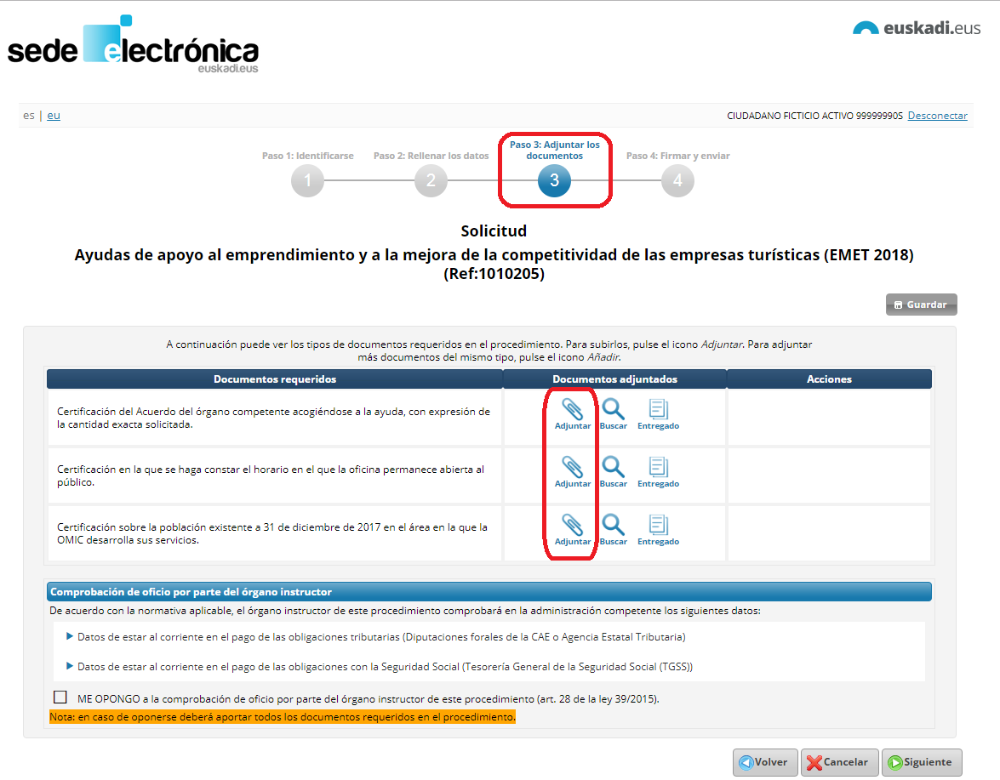 sede electrónica
euskadi.eus
euskadi.eus
es | eu
CIUDADANO FICTICIO ACTIVO 99999990S Desconectar
Paso 1: Identificarse
Paso 2: Rellenar los datos
Paso 3: Adjuntar los
documentos
Paso 4: Firmar y enviar
1
2
3
4
Solicitud
Ayudas de apoyo al emprendimiento y a la mejora de la competitividad de las empresas turísticas (EMET 2018)
(Ref:1010205)
Guardar
A continuación puede ver los tipos de documentos requeridos en el procedimiento. Para subirlos, pulse el icono Adjuntar. Para adjuntar
más documentos del mismo tipo, pulse el icono Añadir.
Documentos requeridos
Documentos adjuntados
Acciones
Certificación del Acuerdo del órgano competente acogiéndose a la ayuda, con expresión de
la cantidad exacta solicitada.
Adjuntar Buscar Entregado
Certificación en la que se haga constar el horario en el que la oficina permanece abierta al
público.
Adjuntar Buscar Entregado
Certificación sobre la población existente a 31 de diciembre de 2017 en el área en la que la
OMIC desarrolla sus servicios.
Adjuntar Buscar Entregado
Comprobación de oficio por parte del órgano instructor
De acuerdo con la normativa aplicable, el órgano instructor de este procedimiento comprobará en la administración competente los siguientes datos:
Datos de estar al corriente en el pago de las obligaciones tributarias (Diputaciones forales de la CAE o Agencia Estatal Tributaria)
Datos de estar al corriente en el pago de las obligaciones con la Seguridad Social (Tesorería General de la Seguridad Social (TGSS))
ME OPONGO a la comprobación de oficio por parte del órgano instructor de este procedimiento (art. 28 de la ley 39/2015).
Nota: en caso de oponerse deberá aportar todos los documentos requeridos en el procedimiento.
Volver
Cancelar
Siguiente